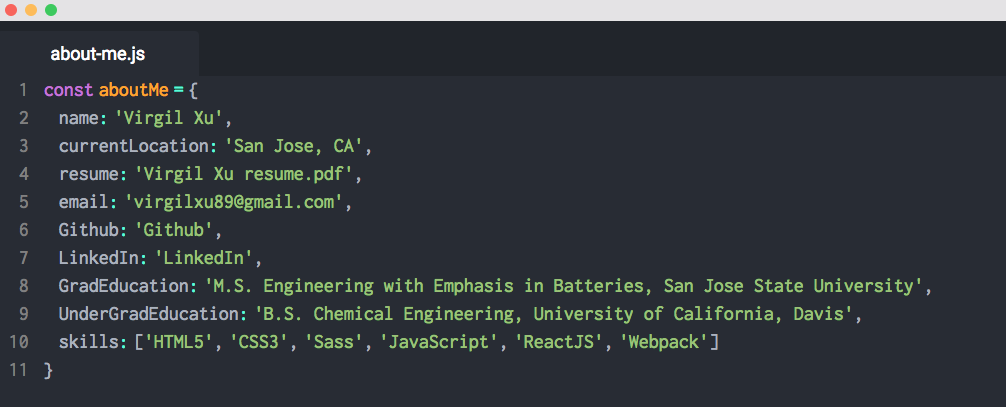 about-me.js
1 const aboutMe = {
2 name: 'Virgil Xu',
3 currentLocation: 'San Jose, CA',
4 resume: 'Virgil Xu resume.pdf',
5 email: 'virgilxu89@gmail.com',
6 Github: 'Github',
7 LinkedIn: 'LinkedIn',
8 GradEducation: 'M.S. Engineering with Emphasis in Batteries, San Jose State University',
9 UnderGradEducation: 'B.S. Chemical Engineering, University of California, Davis',
10 skills: ['HTML5', 'CSS3', 'Sass', 'JavaScript', 'ReactJS', 'Webpack']
11 }